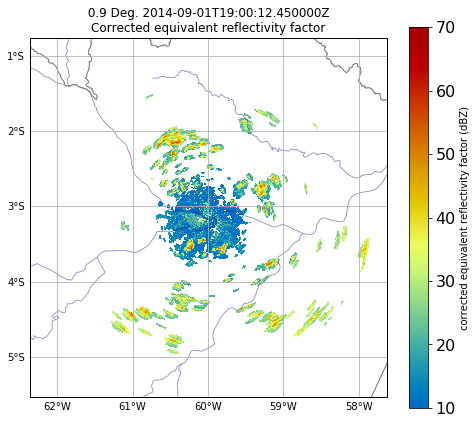 0.9 Deg. 2014-09-01T19:00:12.450000Z
Corrected equivalent reflectivity factor
1°S
2°S
3°S
4°S
5°S
62°W
61°W
60°W
59°W
58°W
70
60
50
40
30
20
10
corrected equivalent reflectivity factor (dBZ)